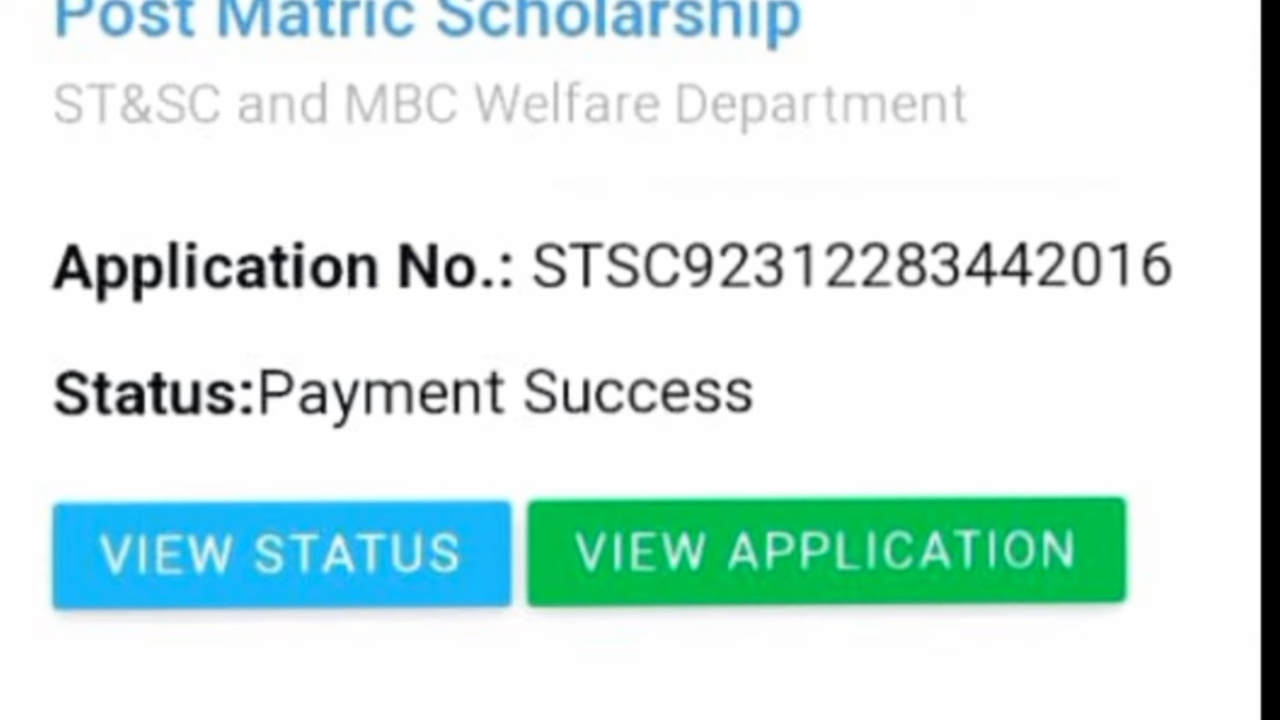 Post Matric Scholarship
ST&SC and MBC Welfare Department
Application No.: STSC92312283442016
Status:Payment Success
VIEW STATUS VIEW APPLICATION